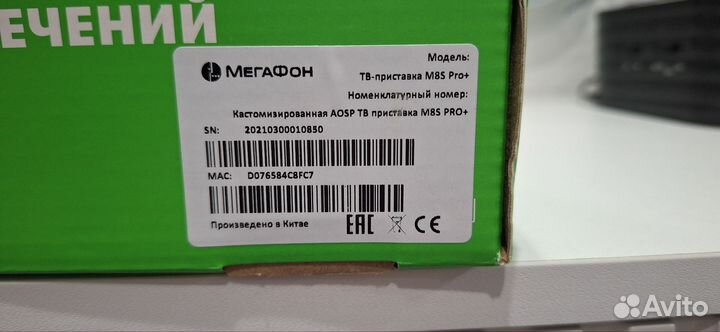 ЕЧЕНИЙ
МегаФон
Модель:
ТВ-приставка M8S Pro+
Номенклатурный номер:
Кастомизированная AOSP ТВ приставка M8S PRO+
SN: 20210300010850
MAC: D076584C8FC7
Произведено в Китае
EAC CE
Avito